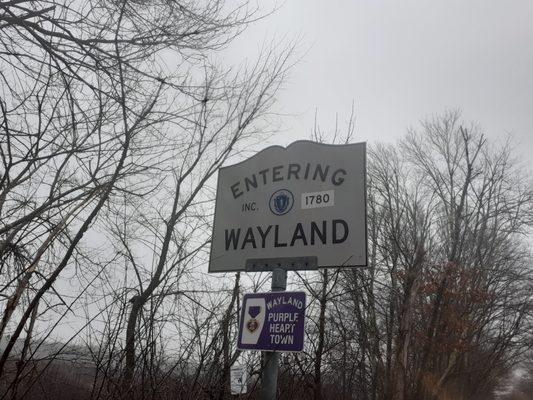 ENTERING
INC. 1780
WAYLAND
WAYLAND
PURPLE
HEART
TOWN